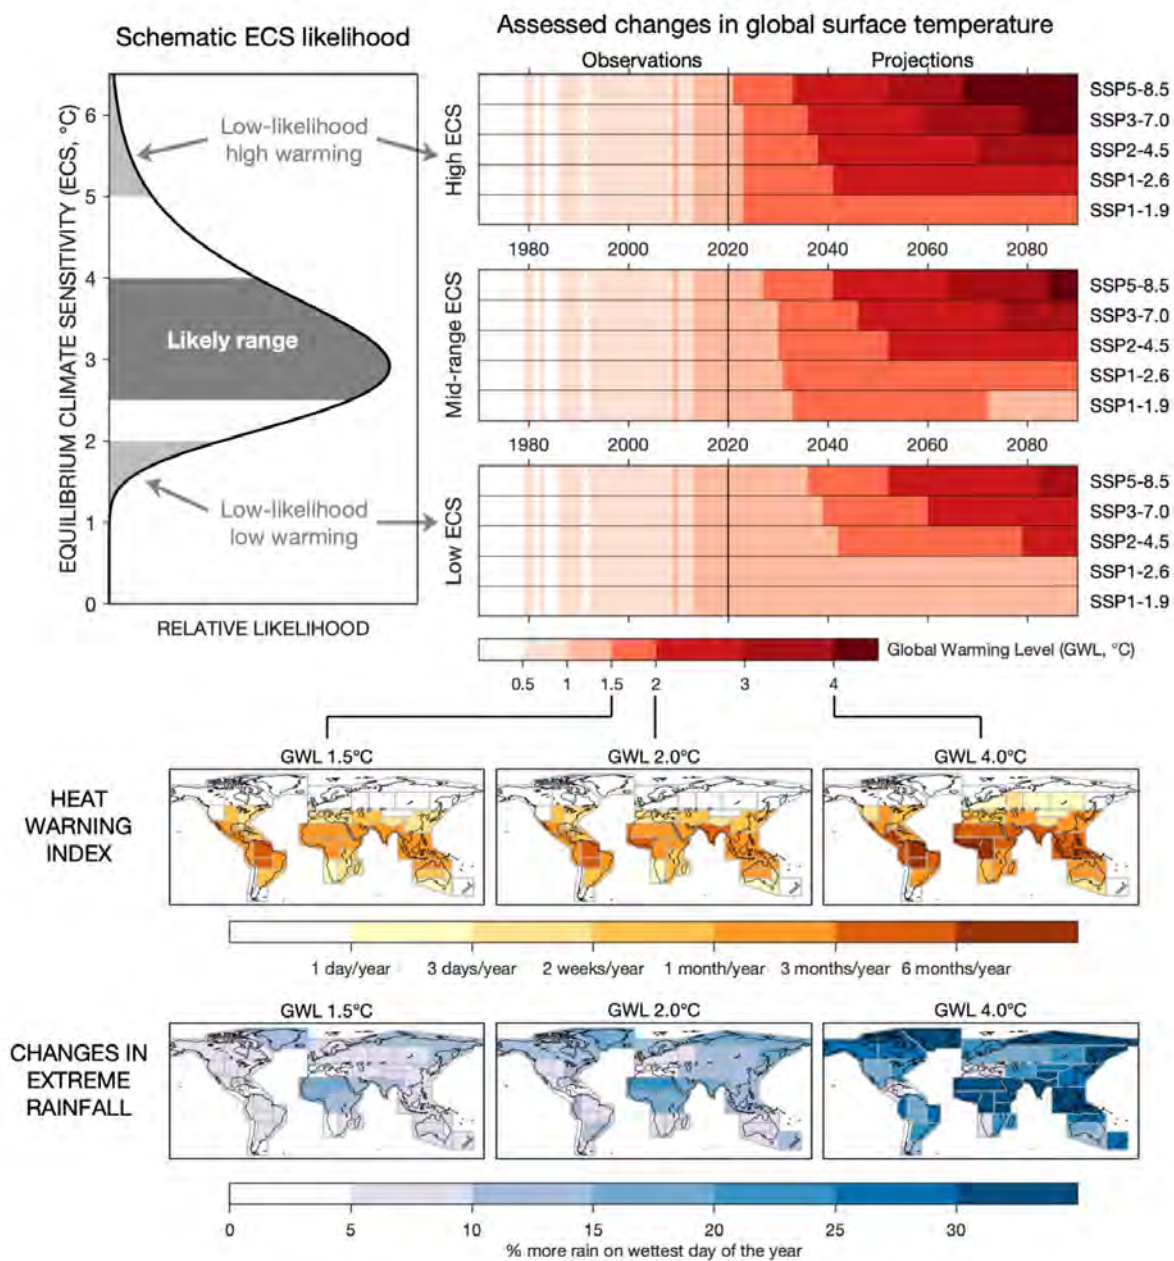 Schematic ECS likelihood
EQUILIBRIUM CLIMATE SENSITIVITY (ECS, °C)
6
5
4
3
2
1
0
Low-likelihood
high warming
Likely range
Low-likelihood
low warming
RELATIVE LIKELIHOOD
Assessed changes in global surface temperature
Observations
Projections
High ECS
SSP5-8.5
SSP3-7.0
SSP2-4.5
SSP1-2.6
SSP1-1.9
1980 2000 2020 2040 2060 2080
Mid-range ECS
SSP5-8.5
SSP3-7.0
SSP2-4.5
SSP1-2.6
SSP1-1.9
1980 2000 2020 2040 2060 2080
Low ECS
SSP5-8.5
SSP3-7.0
SSP2-4.5
SSP1-2.6
SSP1-1.9
Global Warming Level (GWL, °C)
0.5 1 1.5 2 3 4
HEAT
WARNING
INDEX
GWL 1.5°C GWL 2.0°C GWL 4.0°C
1 day/year 3 days/year 2 weeks/year 1 month/year 3 months/year 6 months/year
CHANGES IN
EXTREME
RAINFALL
GWL 1.5°C GWL 2.0°C GWL 4.0°C
0 5 10 15 20 25 30
% more rain on wettest day of the year